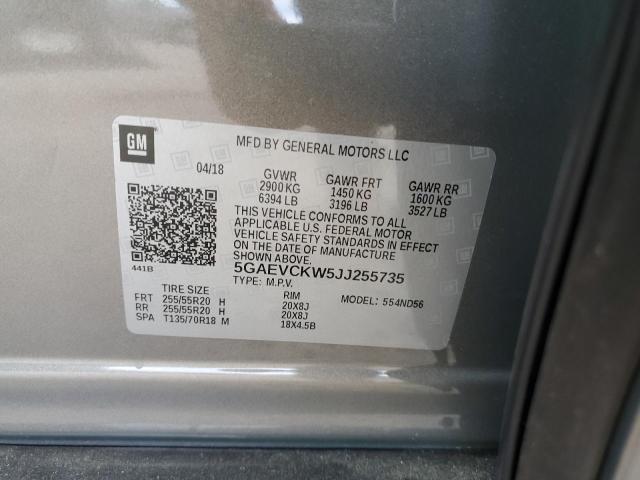 GM
MFD BY GENERAL MOTORS LLC
04/18 GVWR GAWR FRT GAWR RR
2900 KG 1450 KG 1600 KG
6394 LB 3196 LB 3527 LB
THIS VEHICLE CONFORMS TO ALL
APPLICABLE U.S. FEDERAL MOTOR
VEHICLE SAFETY STANDARDS IN EFFECT
ON THE DATE OF MANUFACTURE
SHOWN ABOVE.
441B
5GAEVCKW5JJ255735
TYPE: M.P.V.
TIRE SIZE RIM MODEL: 554ND56
FRT 255/55R20 H 20X8J
RR 255/55R20 H 20X8J
SPA T135/70R18 M 18X4.5B